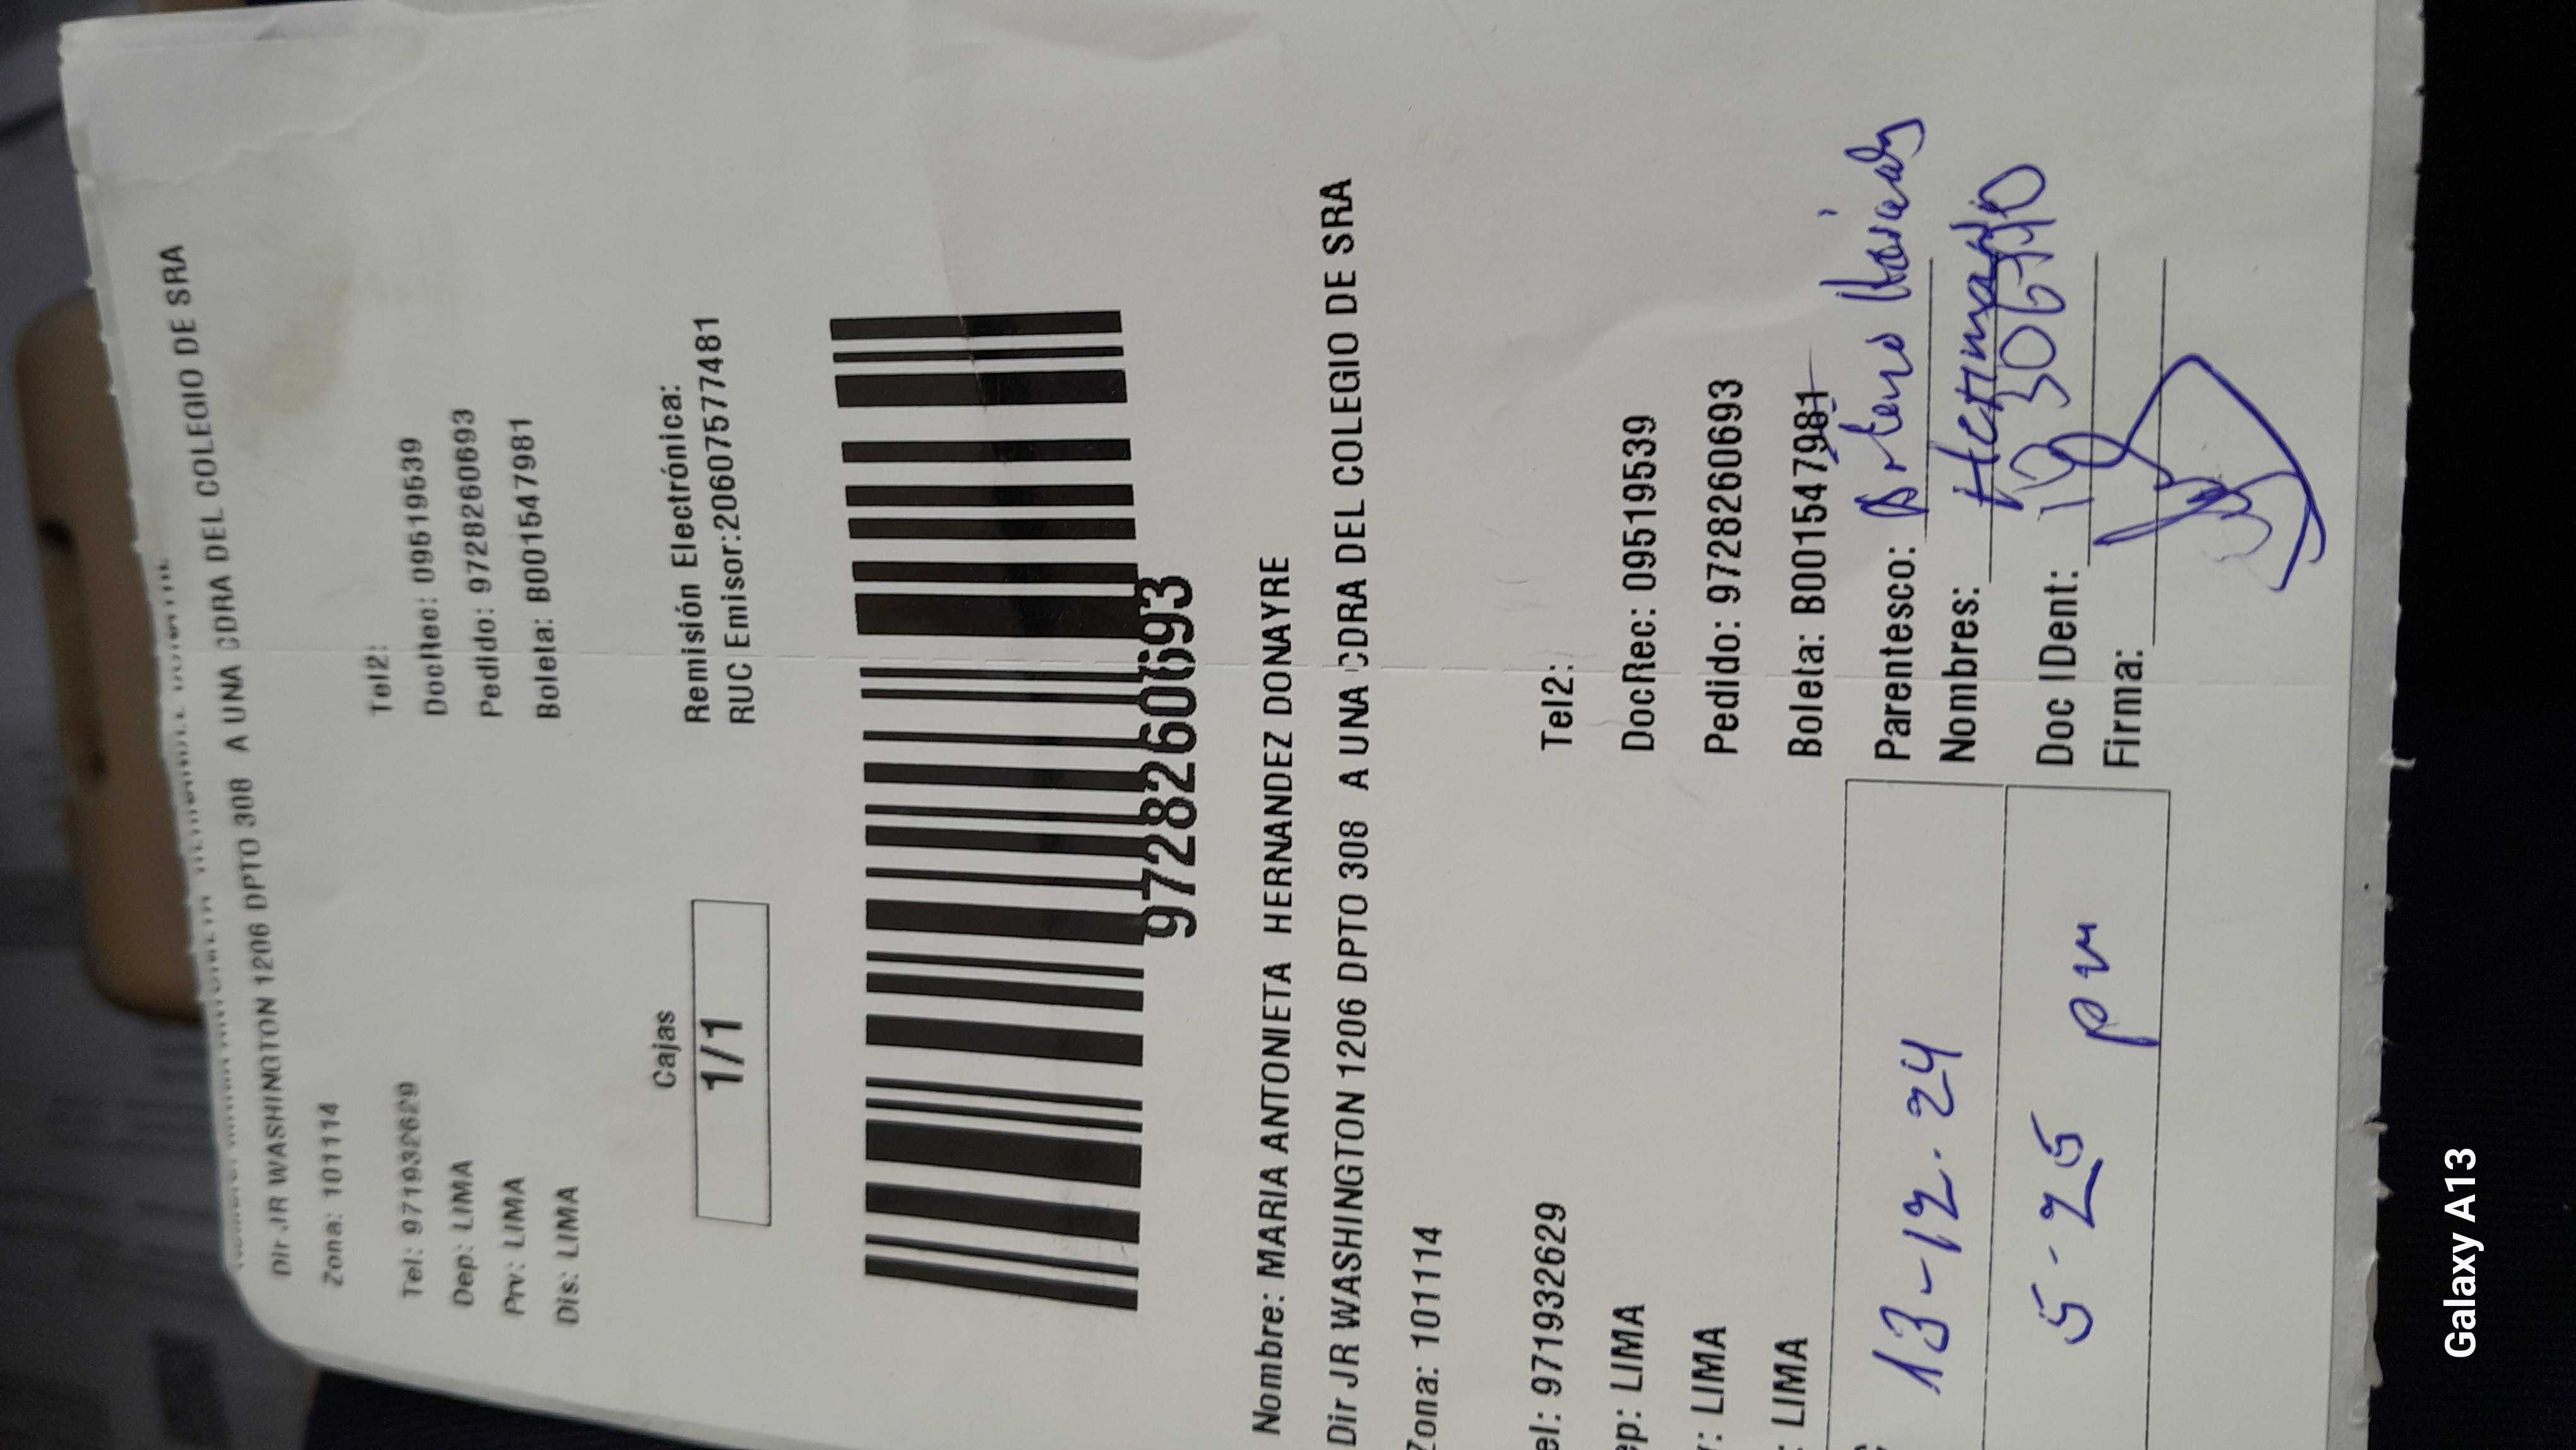 Dir JR WASHINGTON 1206 DPTO 308 A UNA CDRA DEL COLEGIO DE SRA
Zona: 101114
Tel: 971932629 Tel2:
Dep: LIMA DocRec: 09519539
Prv: LIMA Pedido: 9728260693
Dis: LIMA Boleta: B001547981
Cajas Remisión Electrónica:
1/1 RUC Emisor:20607577481
9728260693
Nombre: MARIA ANTONIETA HERNANDEZ DONAYRE
Dir JR WASHINGTON 1206 DPTO 308 A UNA CDRA DEL COLEGIO DE SRA
Zona: 101114
el: 971932629 Tel2:
ep: LIMA DocRec: 09519539
: LIMA Pedido: 9728260693
: LIMA Boleta: B001547981
13-12.24 Parentesco:
Nombres:
5-25 pm Doc IDent:
Firma:
Galaxy A13